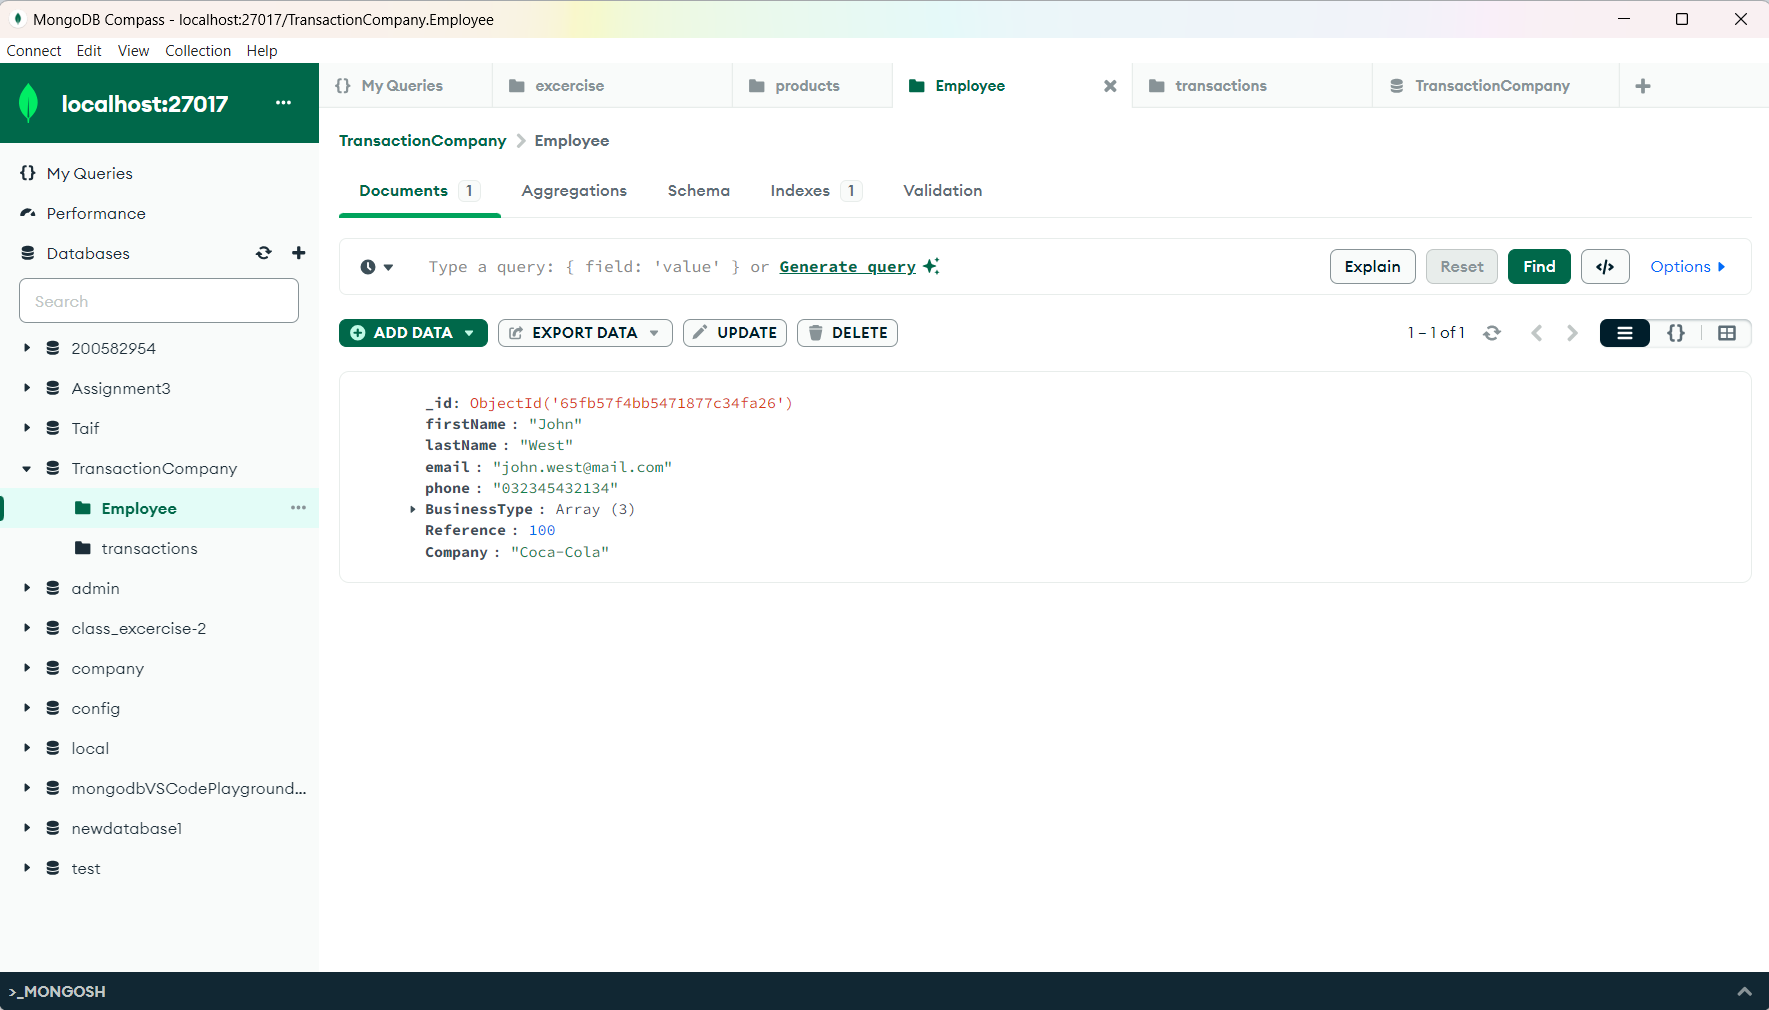 MongoDB Compass - localhost:27017/TransactionCompany.Employee
Connect Edit View Collection Help
localhost:27017 ...
{} My Queries
Performance
Databases
Search
200582954
Assignment3
Taif
TransactionCompany
Employee ...
transactions
admin
class_excercise-2
company
config
local
mongodbVSCodePlayground...
newdatabase1
test
{} My Queries excercise products Employee transactions TransactionCompany +
TransactionCompany > Employee
Documents 1 Aggregations Schema Indexes 1 Validation
Type a query: { field: 'value' } or Generate query Explain Reset Find </> Options
ADD DATA EXPORT DATA UPDATE DELETE 1 – 1 of 1 {}
_id: ObjectId('65fb57f4bb5471877c34fa26')
firstName : "John"
lastName : "West"
email : "john.west@mail.com"
phone : "032345432134"
BusinessType : Array (3)
Reference : 100
Company : "Coca-Cola"
>_MONGOSH